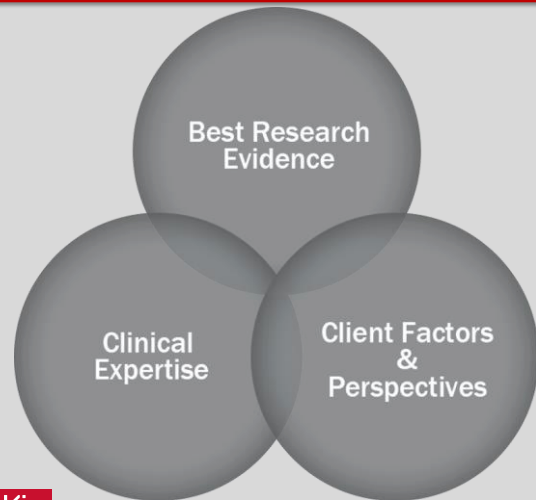 Best Research
Evidence
Clinical
Expertise
Client Factors
&
Perspectives